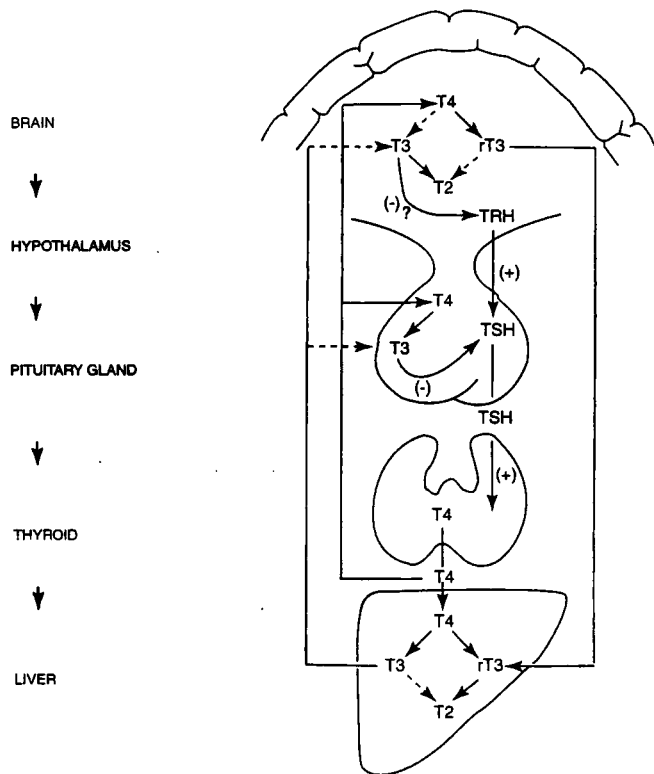 BRAIN
HYPOTHALAMUS
PITUITARY GLAND
THYROID
LIVER
T4
T3 rT3
T2
(-)?
TRH
(+)
T4
TSH
T3
(-)
TSH
(+)
T4
T4
T4
T3 rT3
T2